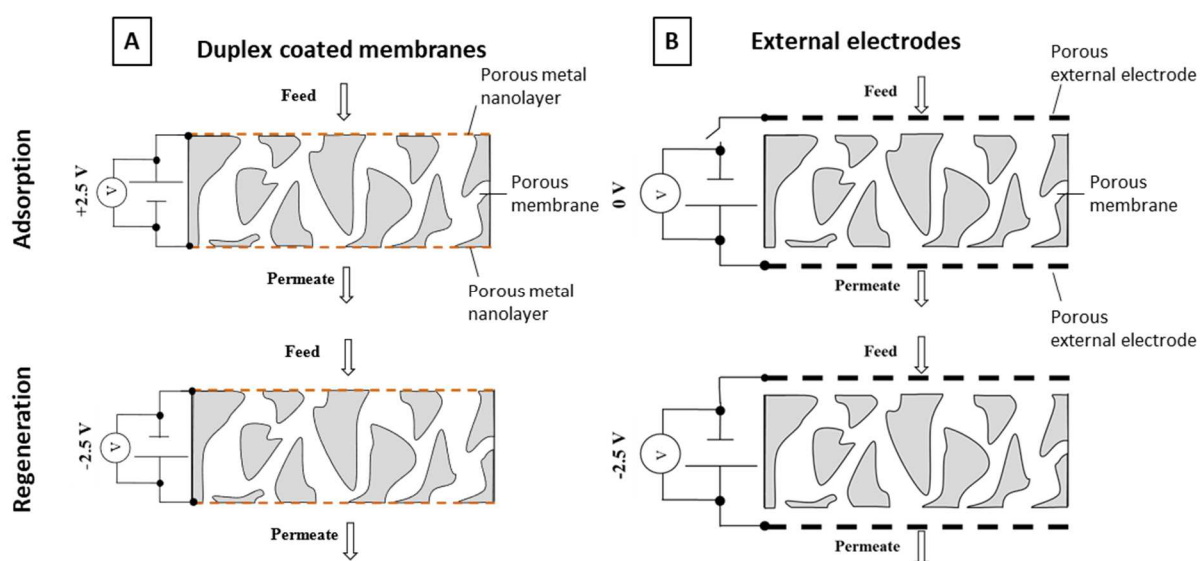 A
Duplex coated membranes
Porous metal
nanolayer
Feed
Adsorption
+2.5 V
V
Porous
membrane
Permeate
Porous metal
nanolayer
Feed
Regeneration
-2.5 V
V
Permeate
B
External electrodes
Porous
external electrode
Feed
0 V
V
Porous
membrane
Permeate
Porous
external electrode
Feed
-2.5 V
V
Permeate